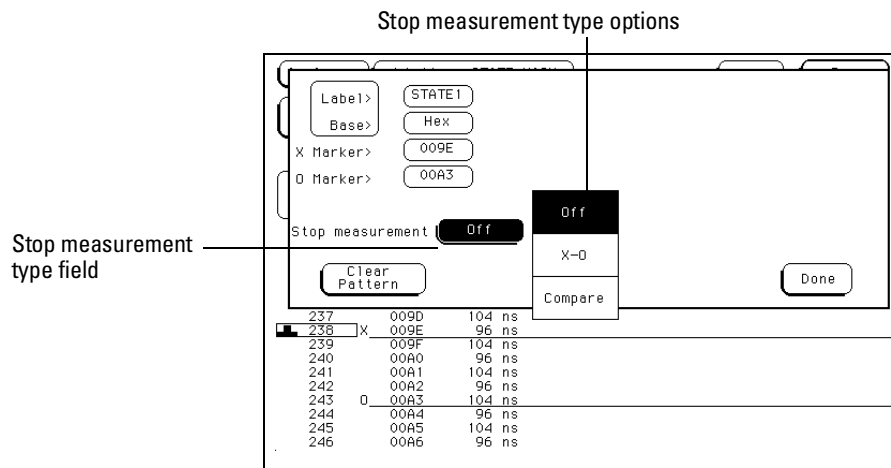 Stop measurement type options
Label>
STATE1
Base>
Hex
X Marker>
009E
O Marker>
00A3
Stop measurement
Off
Off
X-O
Compare
Stop measurement
type field
Clear
Pattern
Done
237 009D 104 ns
238 X 009E 96 ns
239 009F 104 ns
240 00A0 96 ns
241 00A1 104 ns
242 00A2 96 ns
243 O 00A3 104 ns
244 00A4 96 ns
245 00A5 104 ns
246 00A6 96 ns